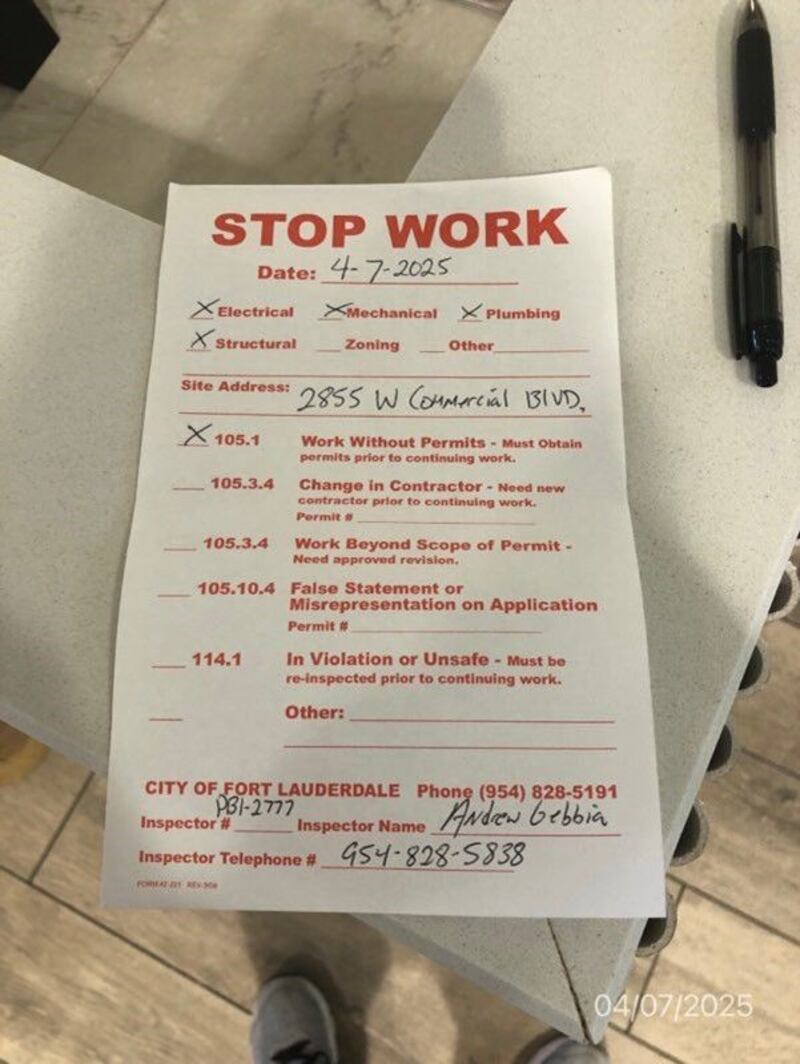 STOP WORK
Date: 4-7-2025
X Electrical X Mechanical X Plumbing
X Structural Zoning Other
Site Address: 2855 W Commercial BLVD.
X 105.1 Work Without Permits - Must Obtain
permits prior to continuing work.
105.3.4 Change in Contractor - Need new
contractor prior to continuing work.
Permit #
105.3.4 Work Beyond Scope of Permit -
Need approved revision.
105.10.4 False Statement or
Misrepresentation on Application
Permit #
114.1 In Violation or Unsafe - Must be
re-inspected prior to continuing work.
Other:
CITY OF FORT LAUDERDALE Phone (954) 828-5191
Inspector # PBI-2777 Inspector Name Andrew Gebbia
Inspector Telephone # 954-828-5838
04/07/2025